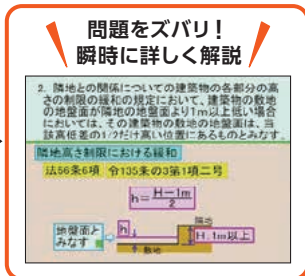 問題をズバリ!
瞬時に詳しく解説
2. 隣地との関係についての建築物の各部分の高
さの制限の緩和の規定において、建築物の敷地
の地盤面が隣地の地盤面より1m以上低い場合
においては、その建築物の敷地の地盤面は、当
該高低差の1/2だけ高い位置にあるものとみなす。
隣地高さ制限における緩和
法56条6項 令135条の3第1項二号
h=H-1m/2
隣地
地盤面と
みなす
h
H:1m以上
敷地